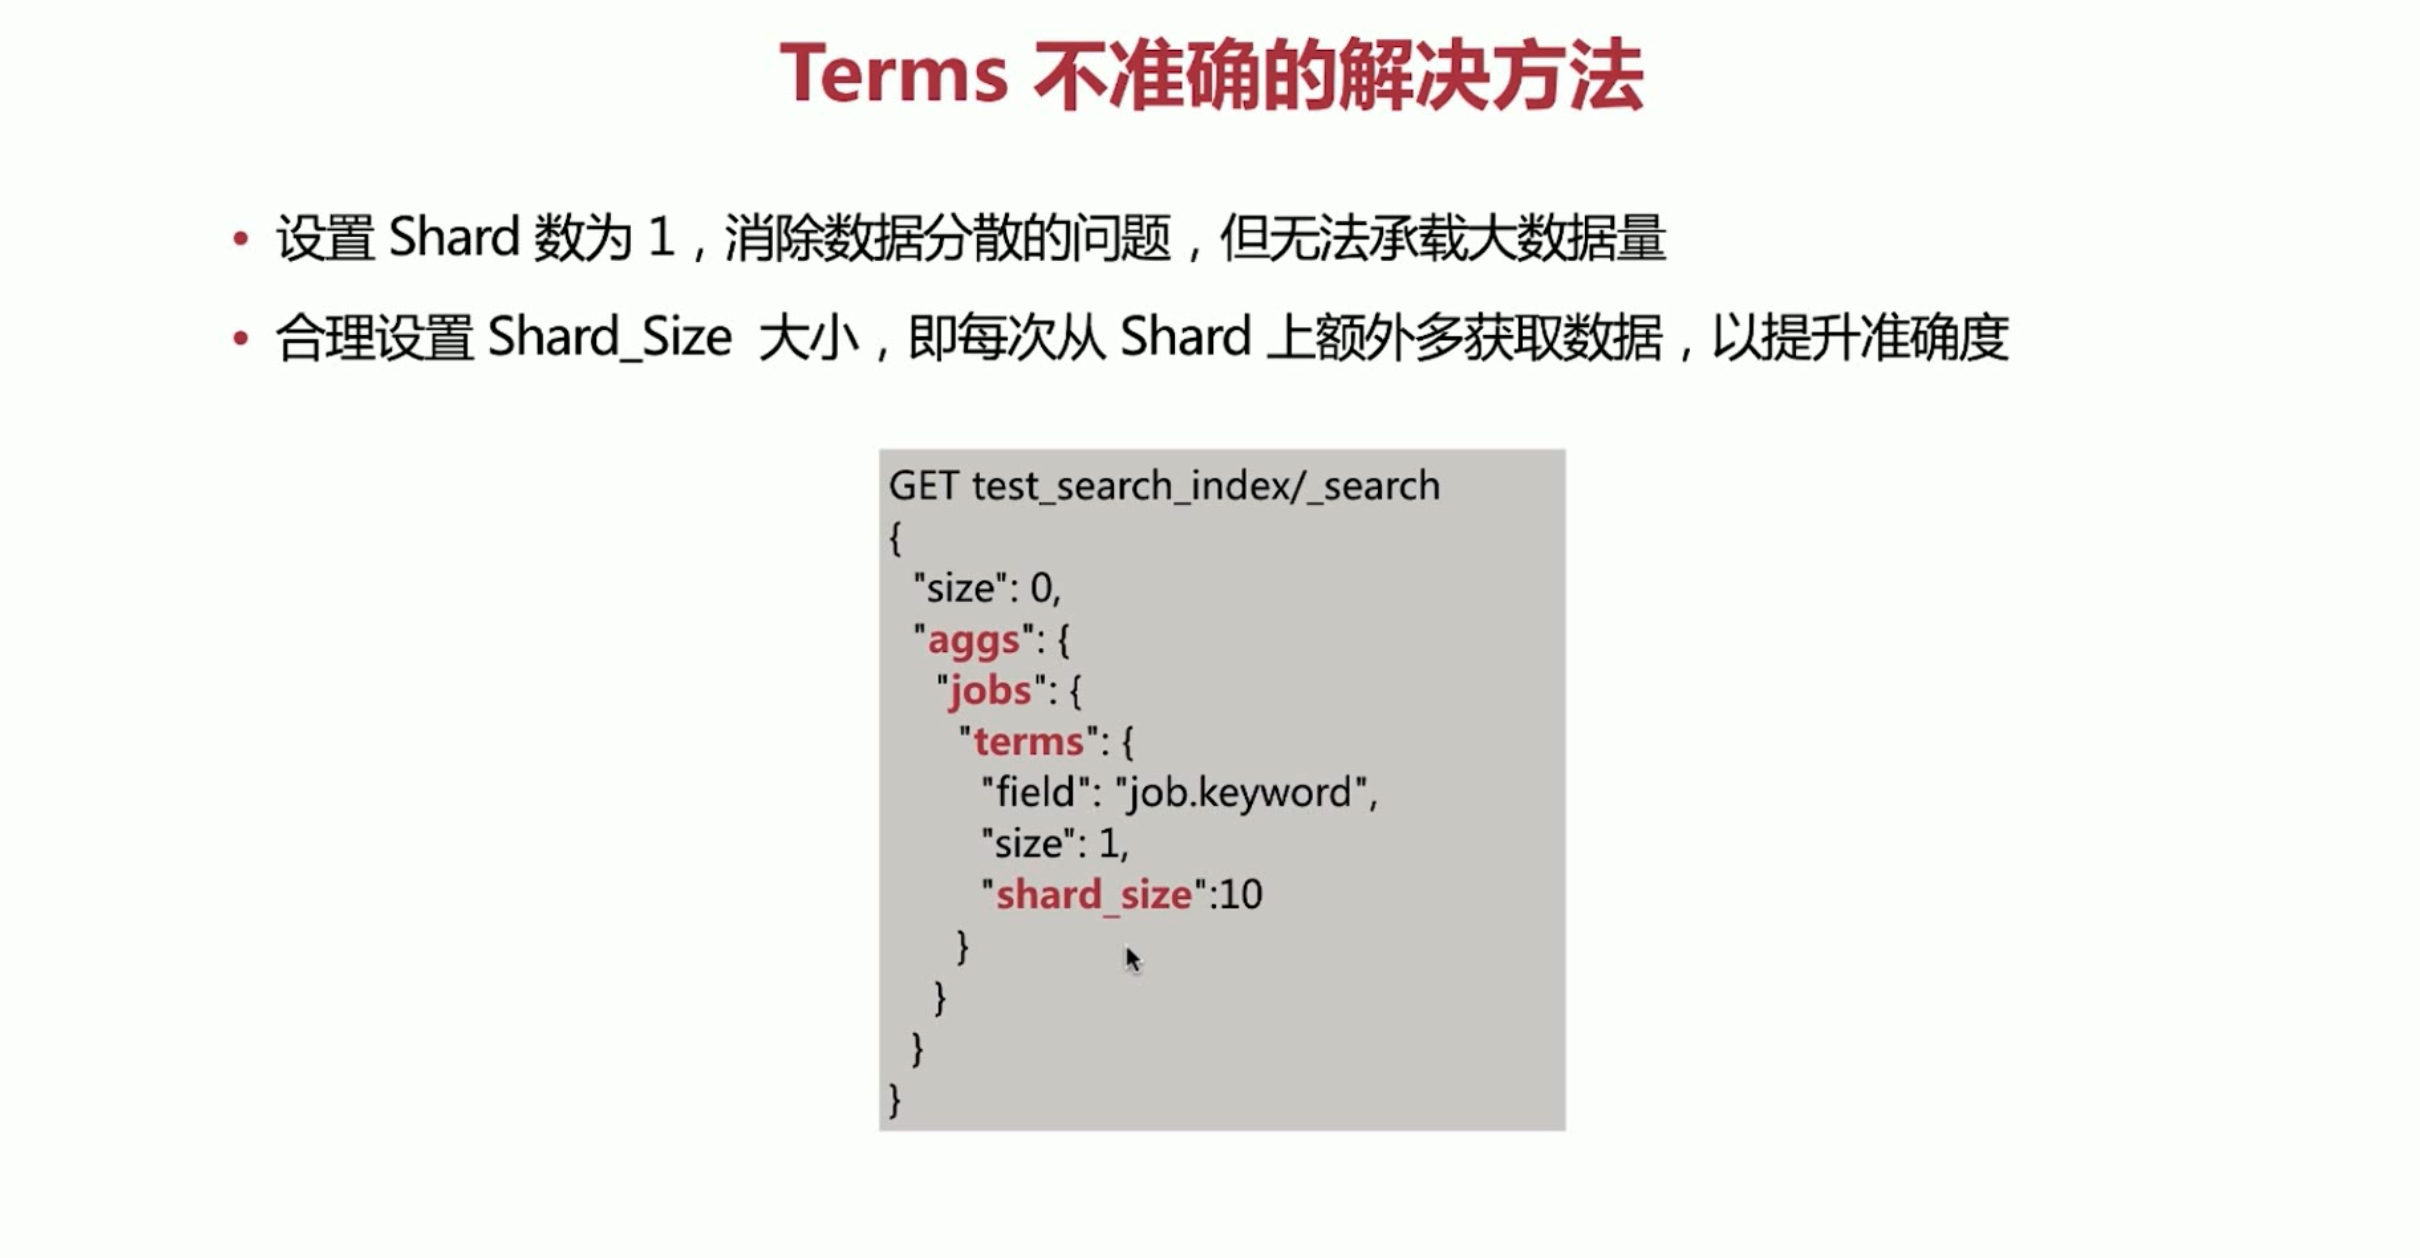 Terms 不准确的解决方法
• 设置 Shard 数为 1，消除数据分散的问题，但无法承载大数据量
• 合理设置 Shard_Size 大小，即每次从 Shard 上额外多获取数据，以提升准确度
GET test_search_index/_search
{
"size": 0,
"aggs": {
"jobs": {
"terms": {
"field": "job.keyword",
"size": 1,
"shard_size":10
}
}
}
}